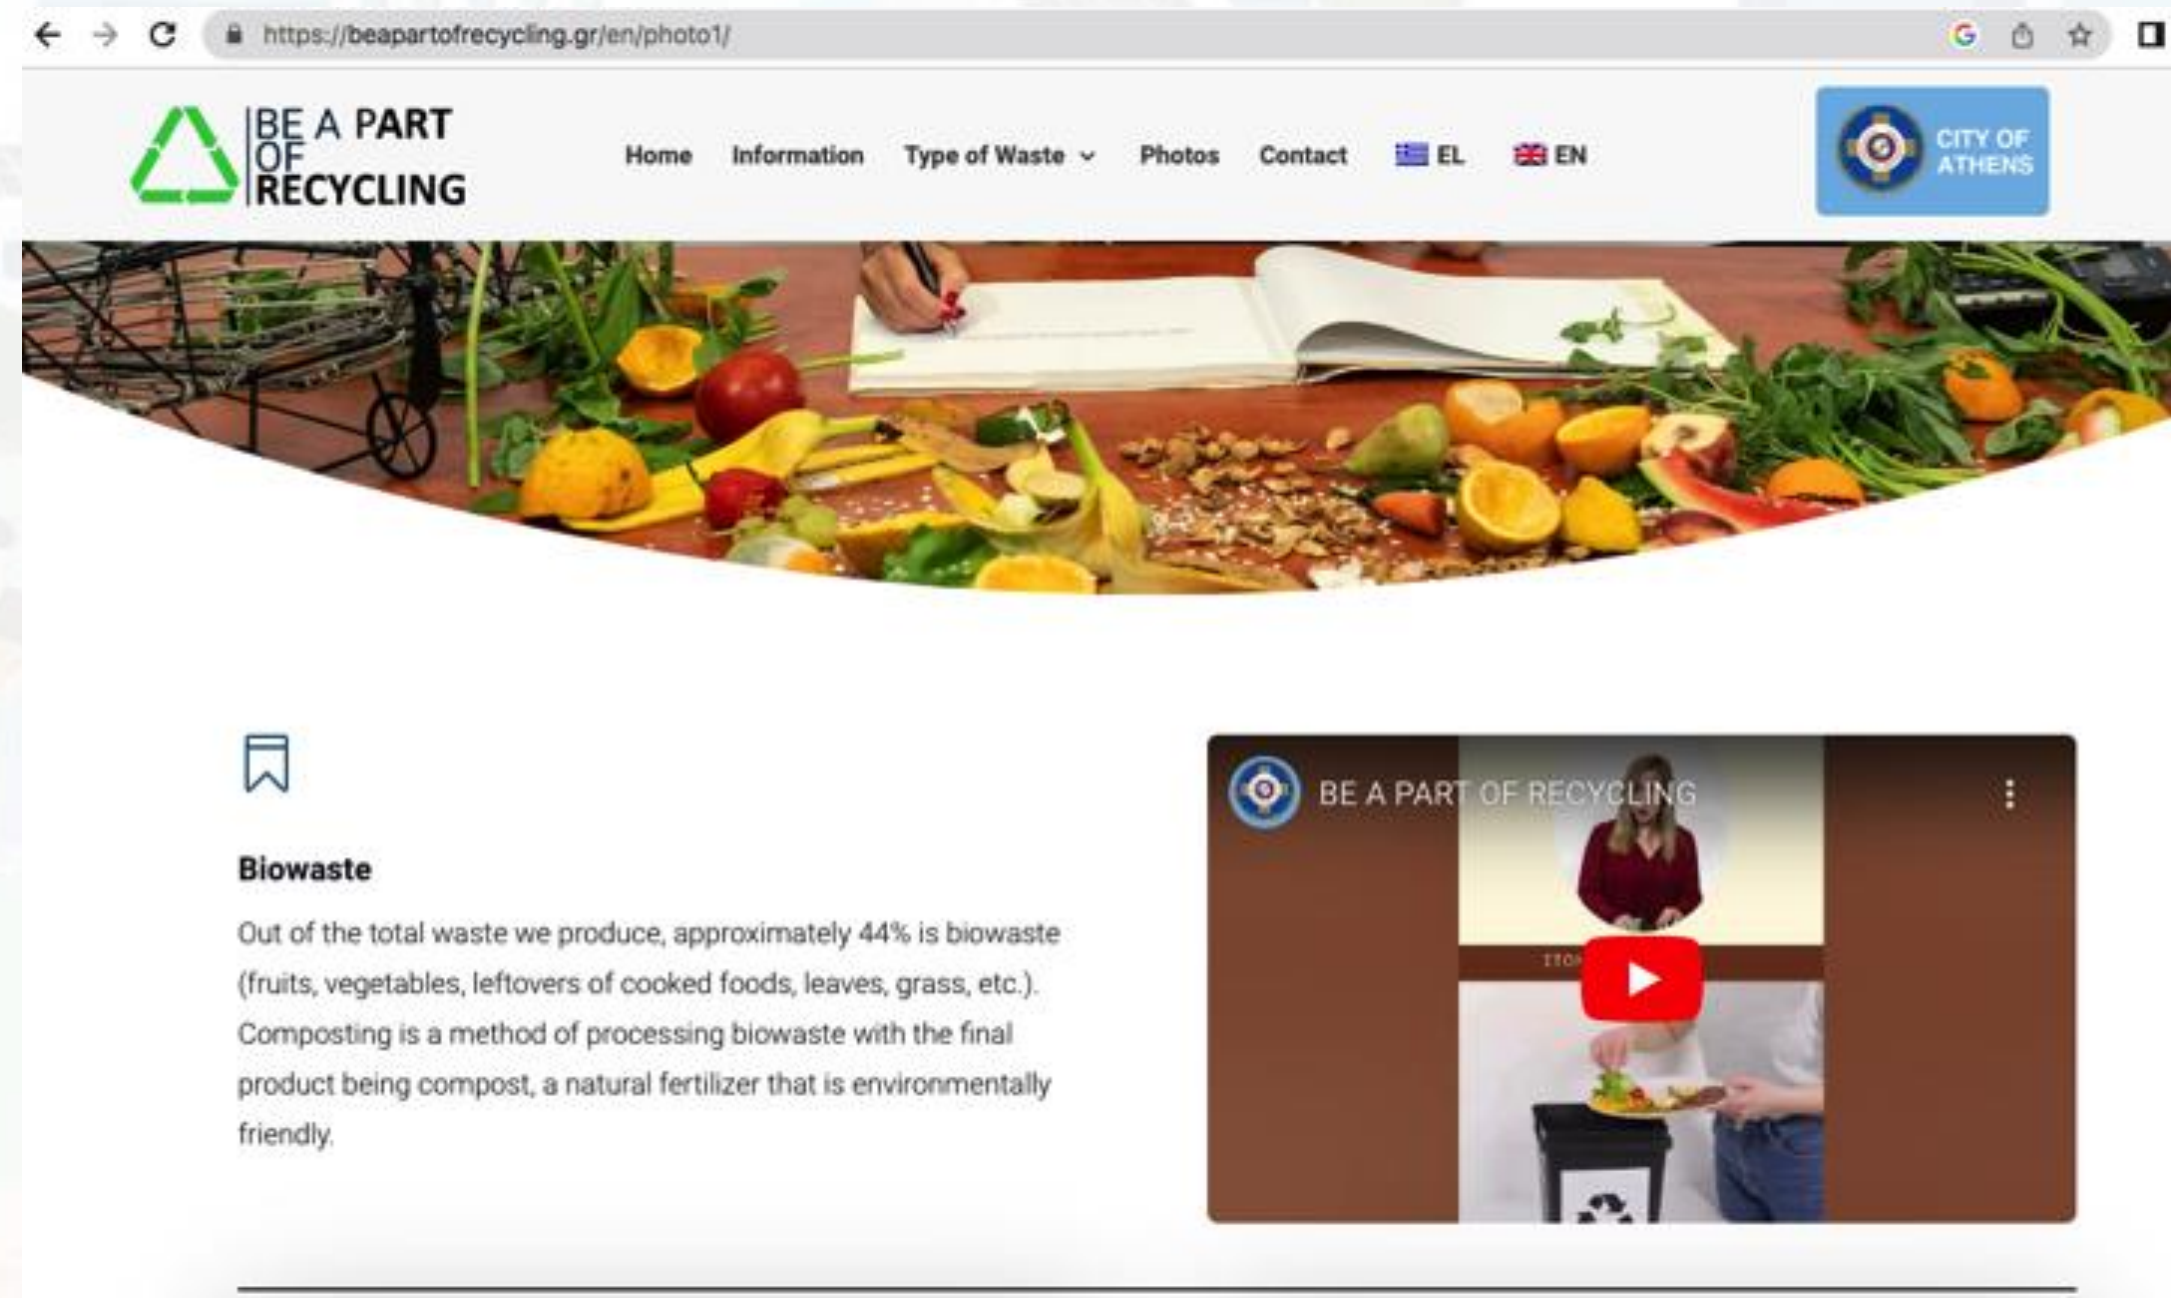 https://beapartofrecycling.gr/en/photo1/
BE A PART
OF
RECYCLING
Home Information Type of Waste Photos Contact EL EN
CITY OF
ATHENS
Biowaste
Out of the total waste we produce, approximately 44% is biowaste
(fruits, vegetables, leftovers of cooked foods, leaves, grass, etc.).
Composting is a method of processing biowaste with the final
product being compost, a natural fertilizer that is environmentally
friendly.
BE A PART OF RECYCLING